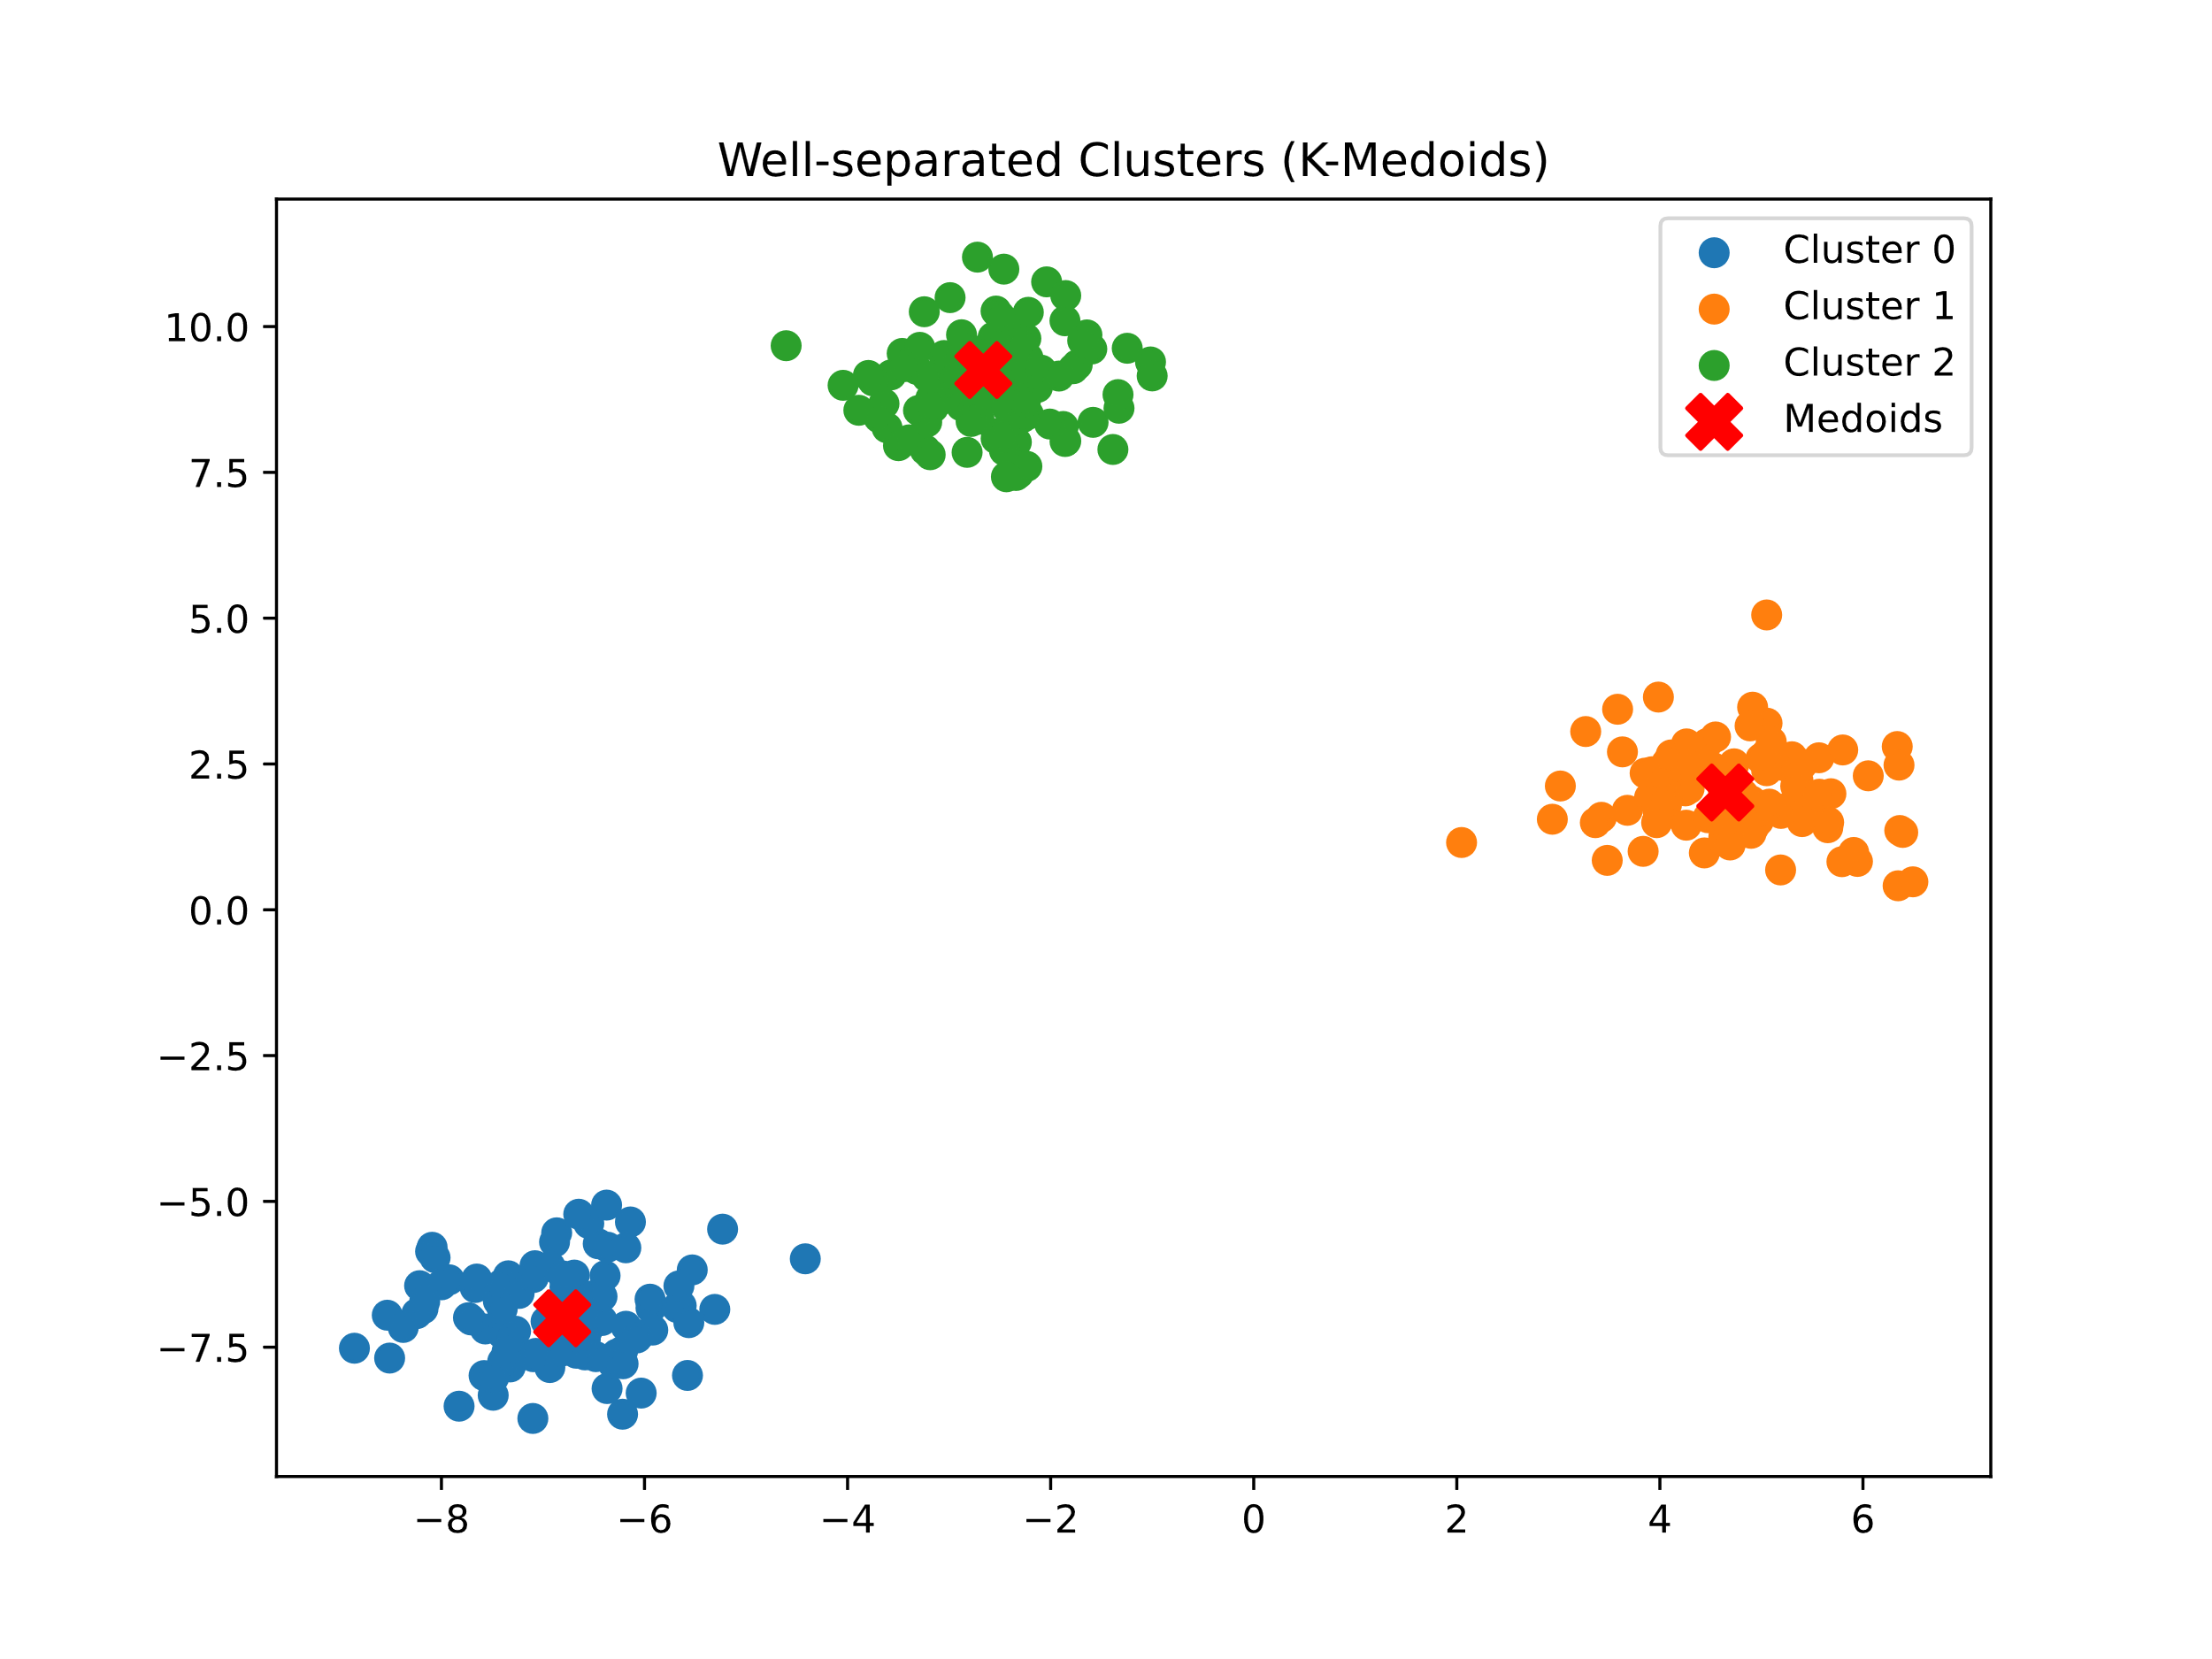 Well-separated Clusters (K-Medoids)
Cluster 0
Cluster 1
Cluster 2
Medoids
10.0
7.5
5.0
2.5
0.0
−2.5
−5.0
−7.5
−8 −6 −4 −2 0 2 4 6